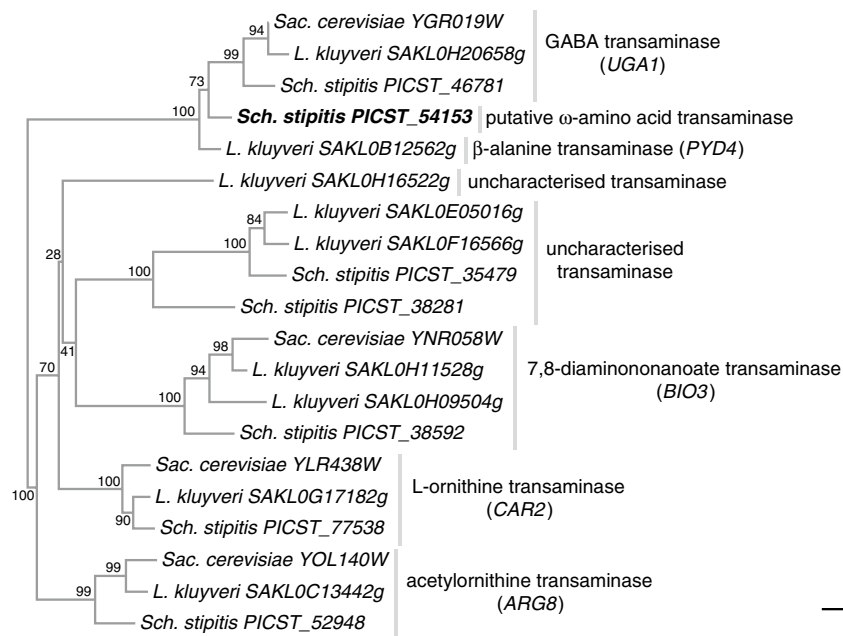 Sac. cerevisiae YGR019W
94
L. kluyveri SAKL0H20658g
GABA transaminase
(UGA1)
99
Sch. stipitis PICST_46781
73
Sch. stipitis PICST_54153
putative ω-amino acid transaminase
100
L. kluyveri SAKL0B12562g
β-alanine transaminase (PYD4)
L. kluyveri SAKL0H16522g
uncharacterised transaminase
L. kluyveri SAKL0E05016g
84
L. kluyveri SAKL0F16566g
100
uncharacterised
transaminase
28
100
Sch. stipitis PICST_35479
Sch. stipitis PICST_38281
Sac. cerevisiae YNR058W
98
41
L. kluyveri SAKL0H11528g
7,8-diaminononanoate transaminase
(BIO3)
70
94
L. kluyveri SAKL0H09504g
100
Sch. stipitis PICST_38592
Sac. cerevisiae YLR438W
100
L. kluyveri SAKL0G17182g
L-ornithine transaminase
(CAR2)
100
90
Sch. stipitis PICST_77538
Sac. cerevisiae YOL140W
99
L. kluyveri SAKL0C13442g
acetylornithine transaminase
(ARG8)
99
Sch. stipitis PICST_52948